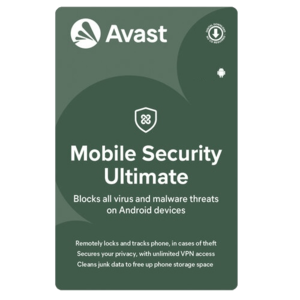 Avast
Mobile Security
Ultimate
Blocks all virus and malware threats
on Android devices
Remotely locks and tracks phone, in cases of theft
Secures your privacy, with unlimited VPN access
Cleans junk data to free up phone storage space